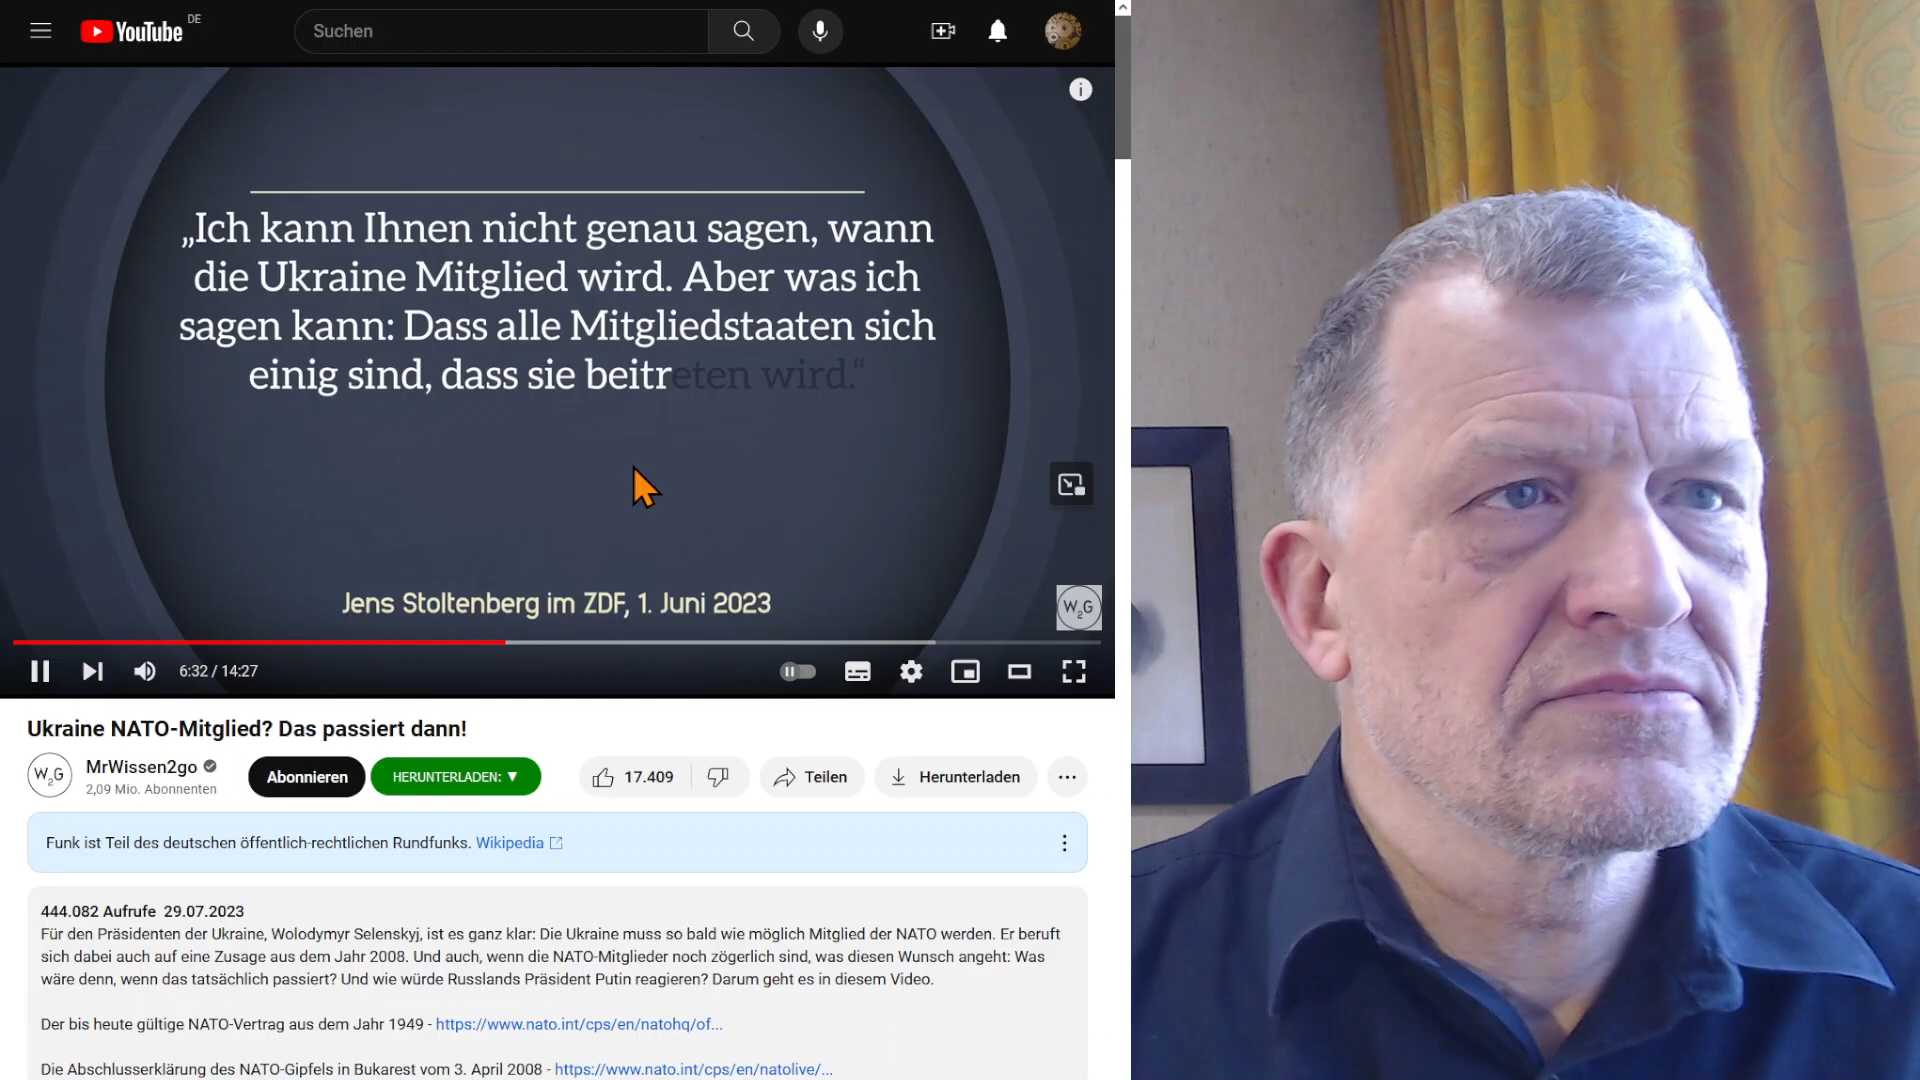 YouTube DE
Suchen
„Ich kann Ihnen nicht genau sagen, wann
die Ukraine Mitglied wird. Aber was ich
sagen kann: Dass alle Mitgliedstaaten sich
einig sind, dass sie beitreten wird.“
Jens Stoltenberg im ZDF, 1. Juni 2023
W2G
6:32 / 14:27
Ukraine NATO-Mitglied? Das passiert dann!
W2G
MrWissen2go
2,09 Mio. Abonnenten
Abonnieren
HERUNTERLADEN: ▼
17.409
Teilen
Herunterladen
Funk ist Teil des deutschen öffentlich-rechtlichen Rundfunks. Wikipedia
444.082 Aufrufe 29.07.2023
Für den Präsidenten der Ukraine, Wolodymyr Selenskyj, ist es ganz klar: Die Ukraine muss so bald wie möglich Mitglied der NATO werden. Er beruft
sich dabei auch auf eine Zusage aus dem Jahr 2008. Und auch, wenn die NATO-Mitglieder noch zögerlich sind, was diesen Wunsch angeht: Was
wäre denn, wenn das tatsächlich passiert? Und wie würde Russlands Präsident Putin reagieren? Darum geht es in diesem Video.
Der bis heute gültige NATO-Vertrag aus dem Jahr 1949 - https://www.nato.int/cps/en/natohq/of...
Die Abschlusserklärung des NATO-Gipfels in Bukarest vom 3. April 2008 - https://www.nato.int/cps/en/natolive/...